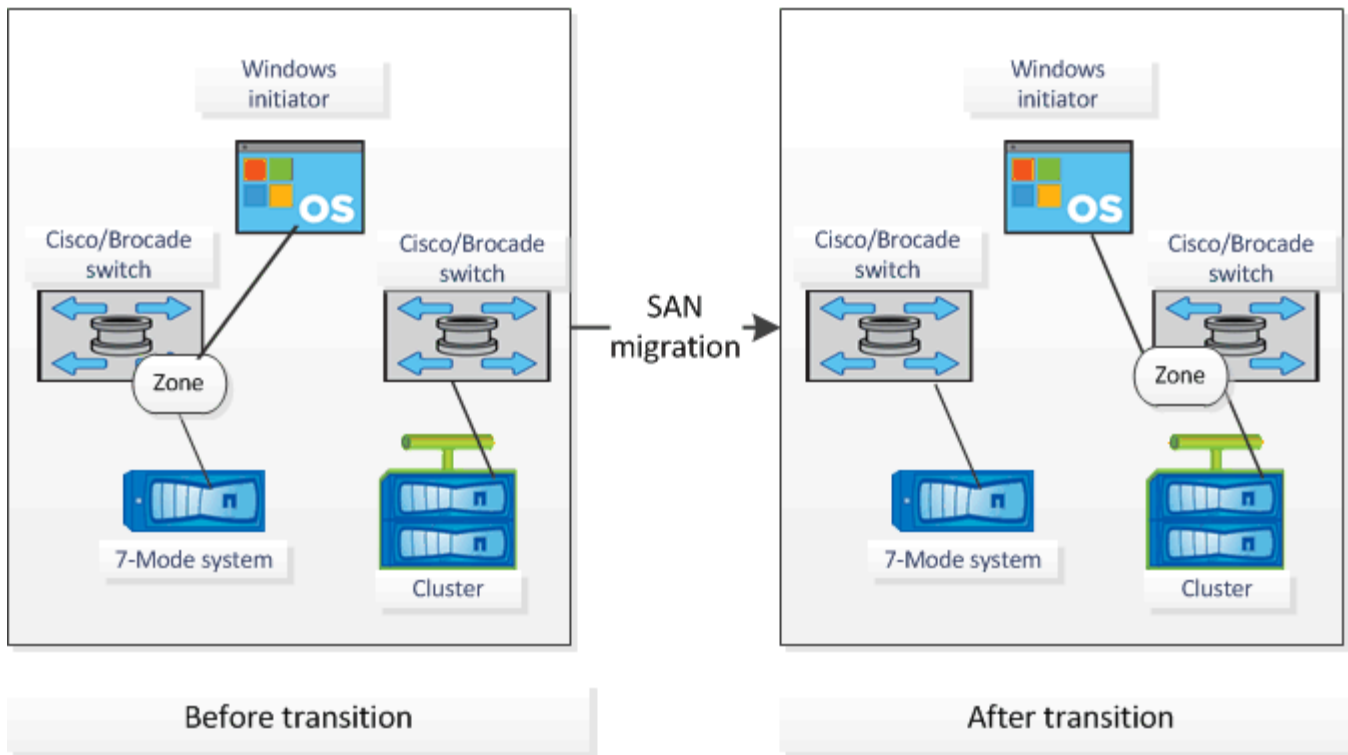 Windows
initiator
OS
Cisco/Brocade
switch
Cisco/Brocade
switch
Zone
n
7-Mode system
n
n
Cluster
SAN
migration
Windows
initiator
OS
Cisco/Brocade
switch
Cisco/Brocade
switch
Zone
n
7-Mode system
n
n
Cluster
Before transition
After transition